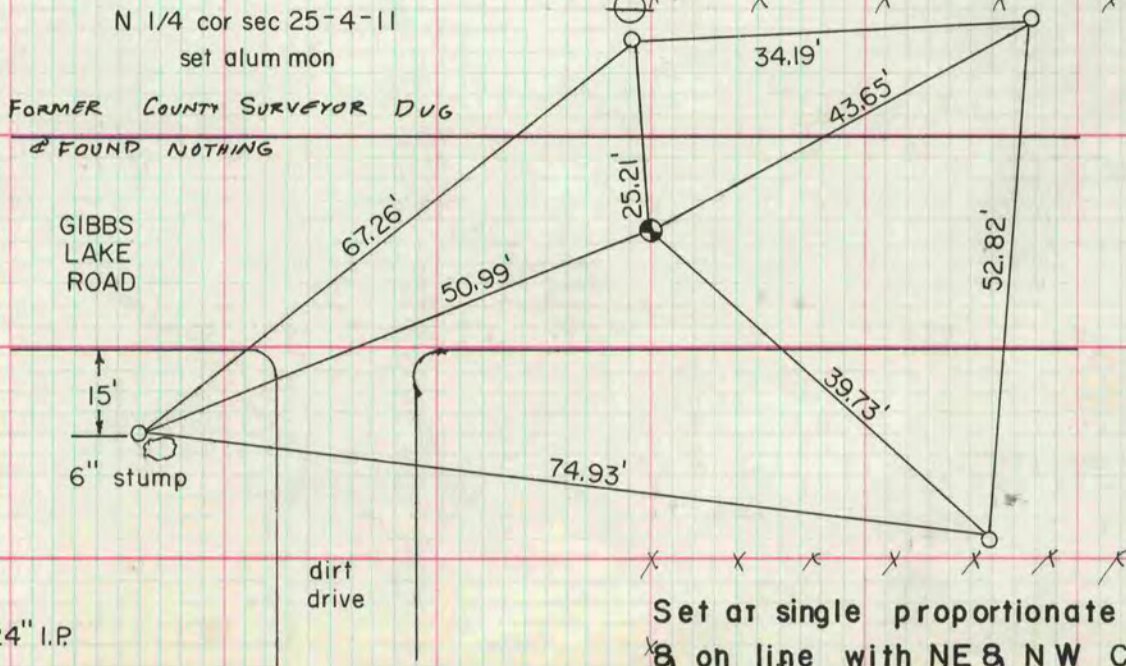 N 1/4 cor sec 25-4-11
set alum mon
FORMER COUNTY SURVEYOR DUG
& FOUND NOTHING
34.19'
43.65'
25.21'
67.26'
GIBBS
LAKE
ROAD
50.99'
52.82'
15'
39.73'
6" stump
74.93'
dirt
drive
24" I.P.
Set at single proportionate
& on line with NE & NW C